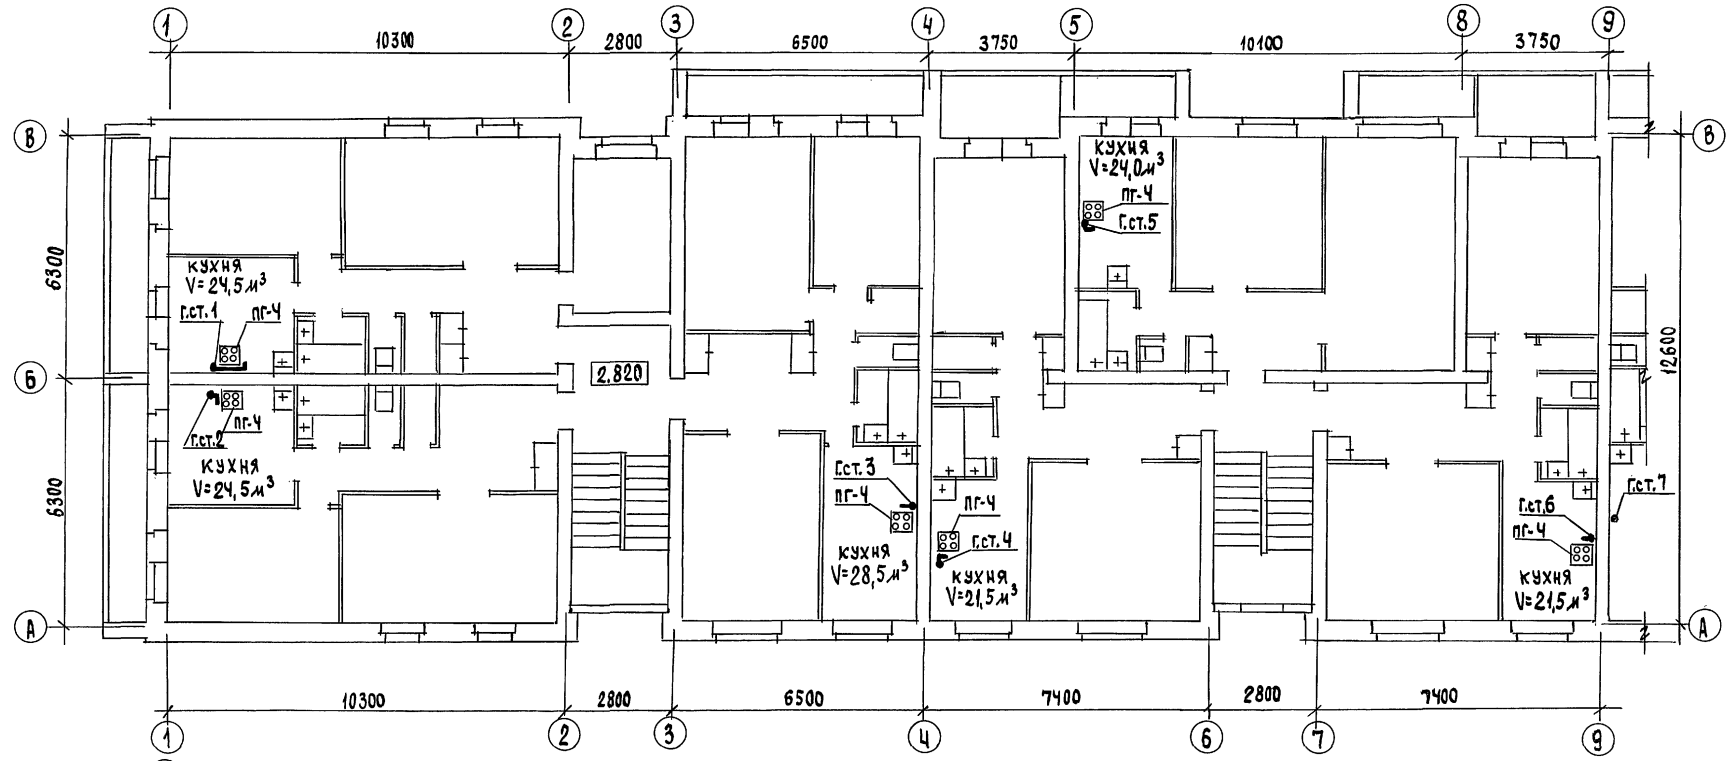 1 2 3 4 5 8 9
10300 2800 6500 3750 10100 3750
В В
КУХНЯ
V=24,0м³
ПГ-4
Г.СТ.5
6300
КУХНЯ
V=24,5м³
Г.СТ.1 ПГ-4
Б
2.820
12600
ПГ-4
Г.СТ.2
КУХНЯ
V=24,5м³
6300
Г.СТ.3
ПГ-4
КУХНЯ
V=28,5м³
ПГ-4
Г.СТ.4
КУХНЯ
V=21,5м³
Г.СТ.6
ПГ-4
КУХНЯ
V=21,5м³
Г.СТ.7
А А
10300 2800 6500 7400 2800 7400
1 2 3 4 6 7 9